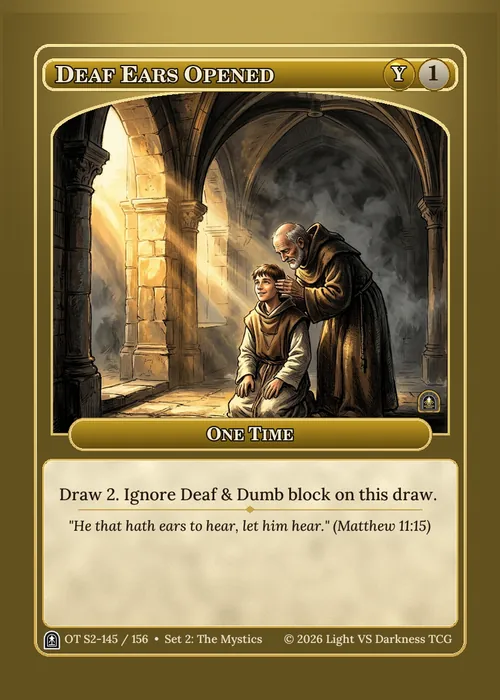 Deaf Ears Opened Y 1
One Time
Draw 2. Ignore Deaf & Dumb block on this draw.
"He that hath ears to hear, let him hear." (Matthew 11:15)
OT S2-145 / 156 • Set 2: The Mystics © 2026 Light VS Darkness TCG